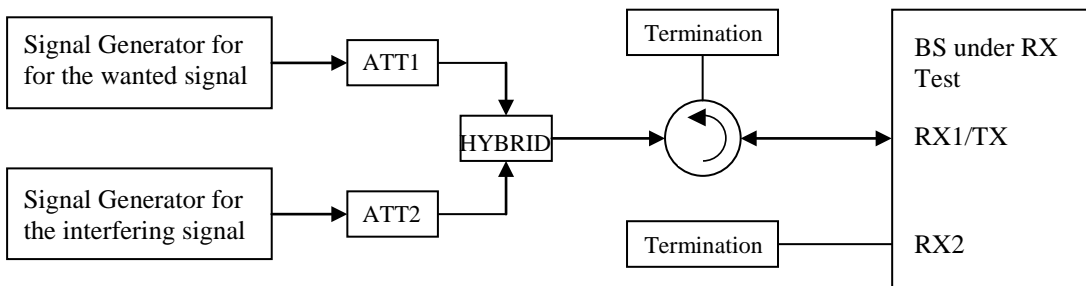 Signal Generator for
for the wanted signal
ATT1
HYBRID
Signal Generator for
the interfering signal
ATT2
Termination
Termination
BS under RX
Test
RX1/TX
RX2